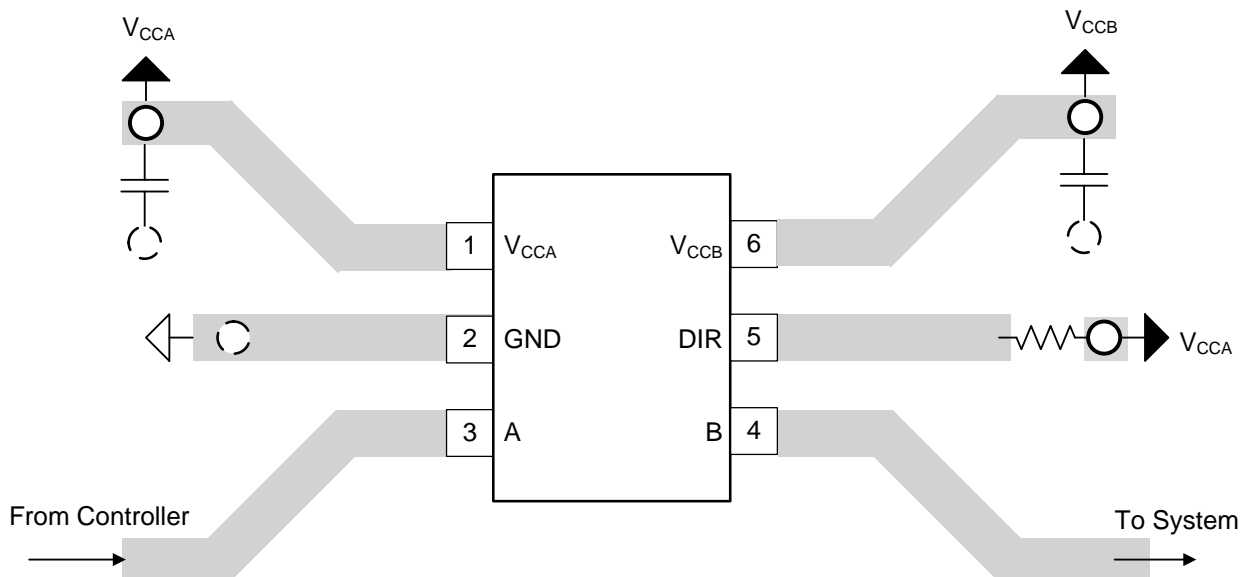 VCCA
VCCB
1 VCCA VCCB 6
2 GND DIR 5
VCCA
3 A B 4
From Controller
To System